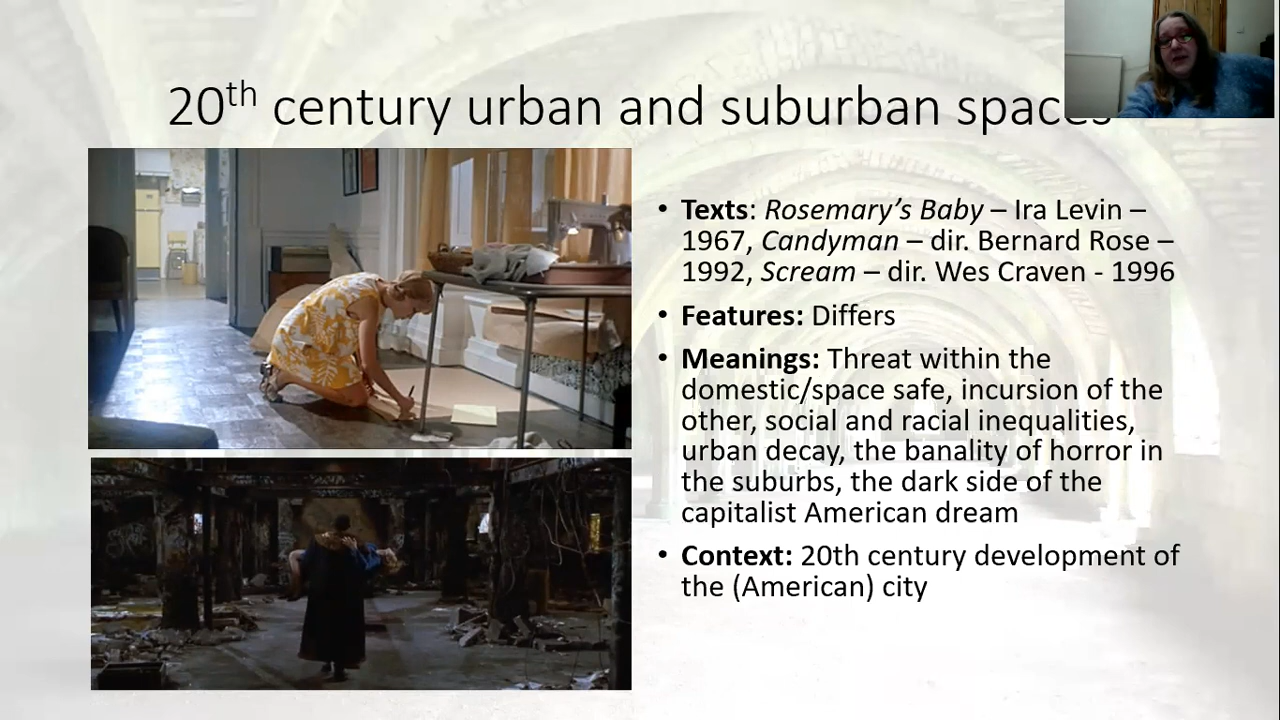 20th century urban and suburban spaces
• Texts: Rosemary's Baby – Ira Levin –
1967, Candyman – dir. Bernard Rose –
1992, Scream – dir. Wes Craven - 1996
• Features: Differs
• Meanings: Threat within the
domestic/space safe, incursion of the
other, social and racial inequalities,
urban decay, the banality of horror in
the suburbs, the dark side of the
capitalist American dream
• Context: 20th century development of
the (American) city